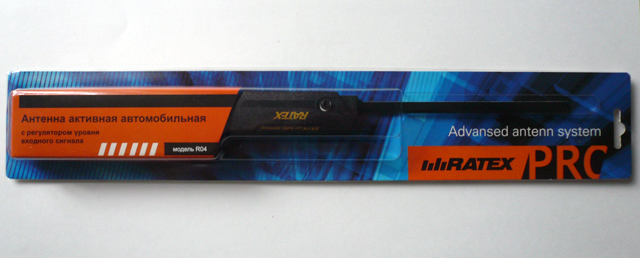 Антенна активная автомобильная
с регулятором уровня
входного сигнала
модель R04
RATEX
Advansed antenn system
RATEX
PRO